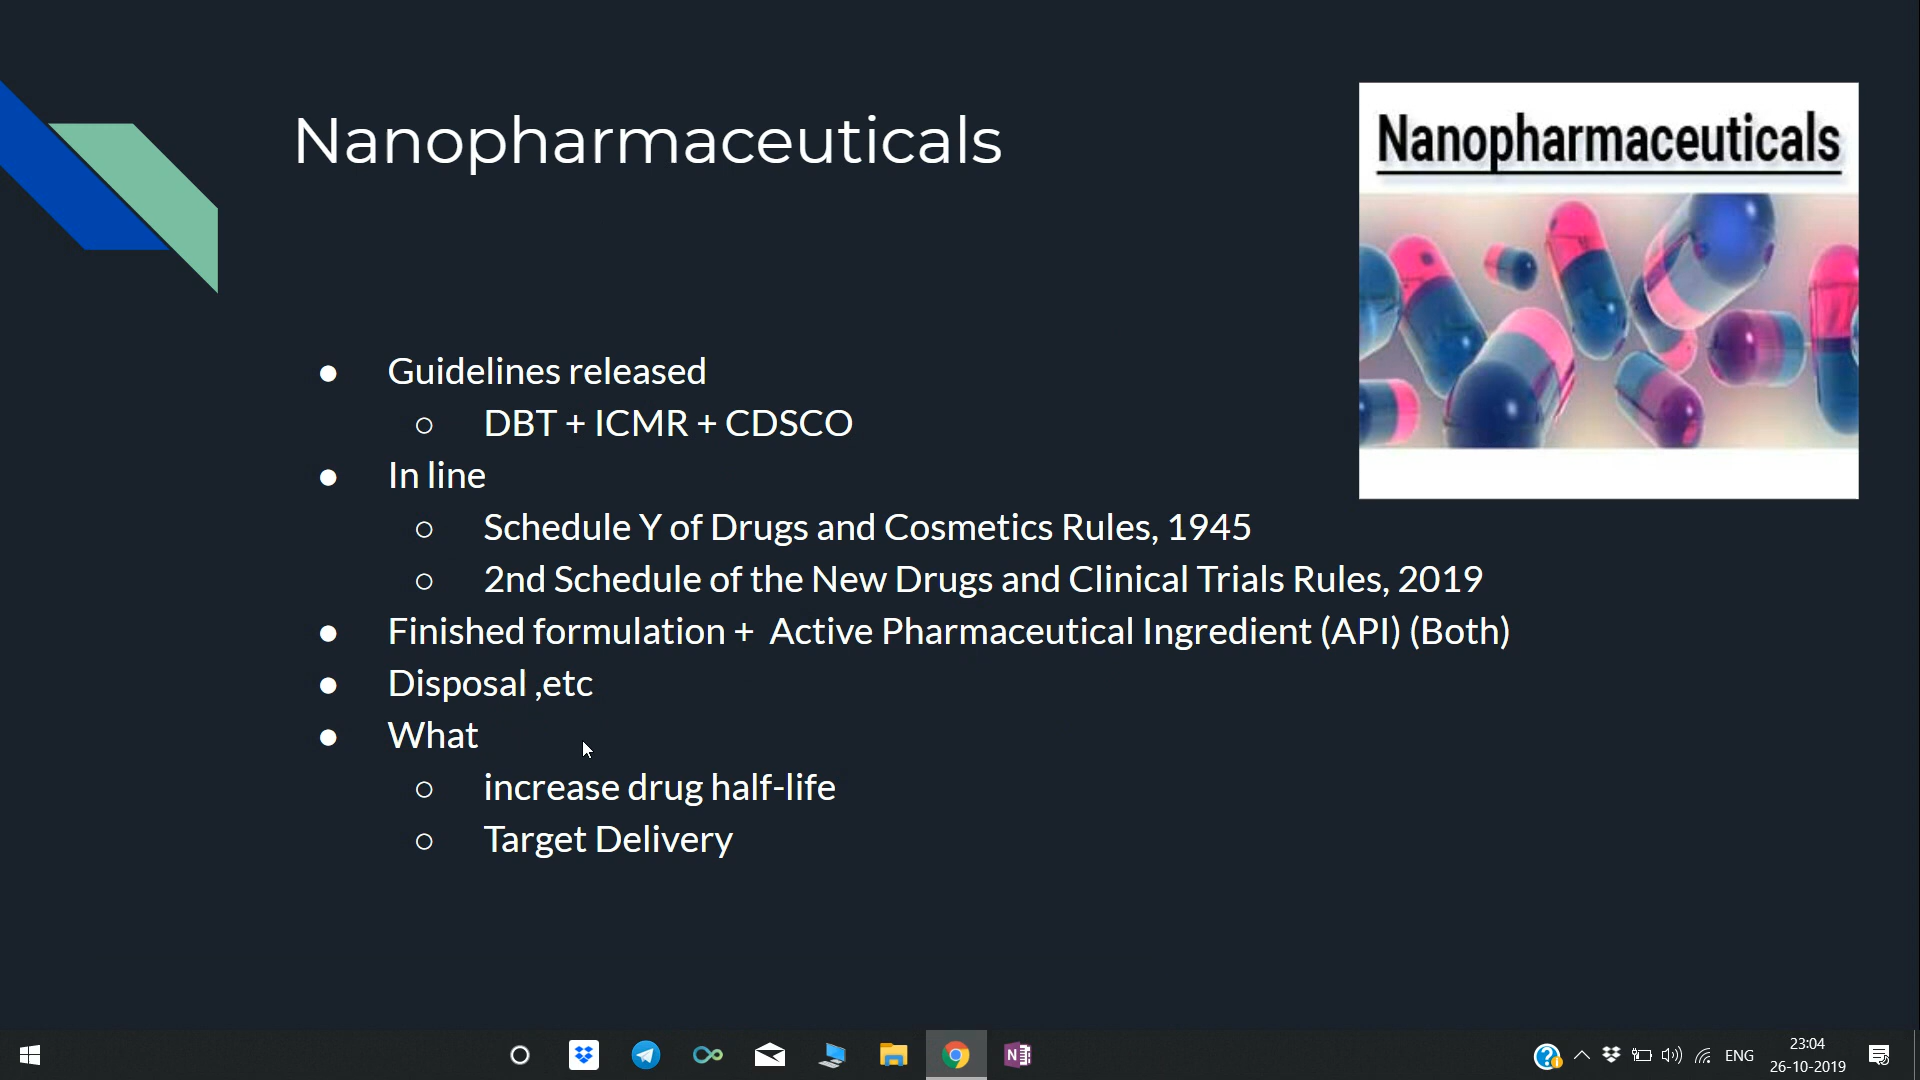 Nanopharmaceuticals
Nanopharmaceuticals
● Guidelines released
○ DBT + ICMR + CDSCO
● In line
○ Schedule Y of Drugs and Cosmetics Rules, 1945
○ 2nd Schedule of the New Drugs and Clinical Trials Rules, 2019
● Finished formulation + Active Pharmaceutical Ingredient (API) (Both)
● Disposal ,etc
● What
○ increase drug half-life
○ Target Delivery
ENG
23:04
26-10-2019